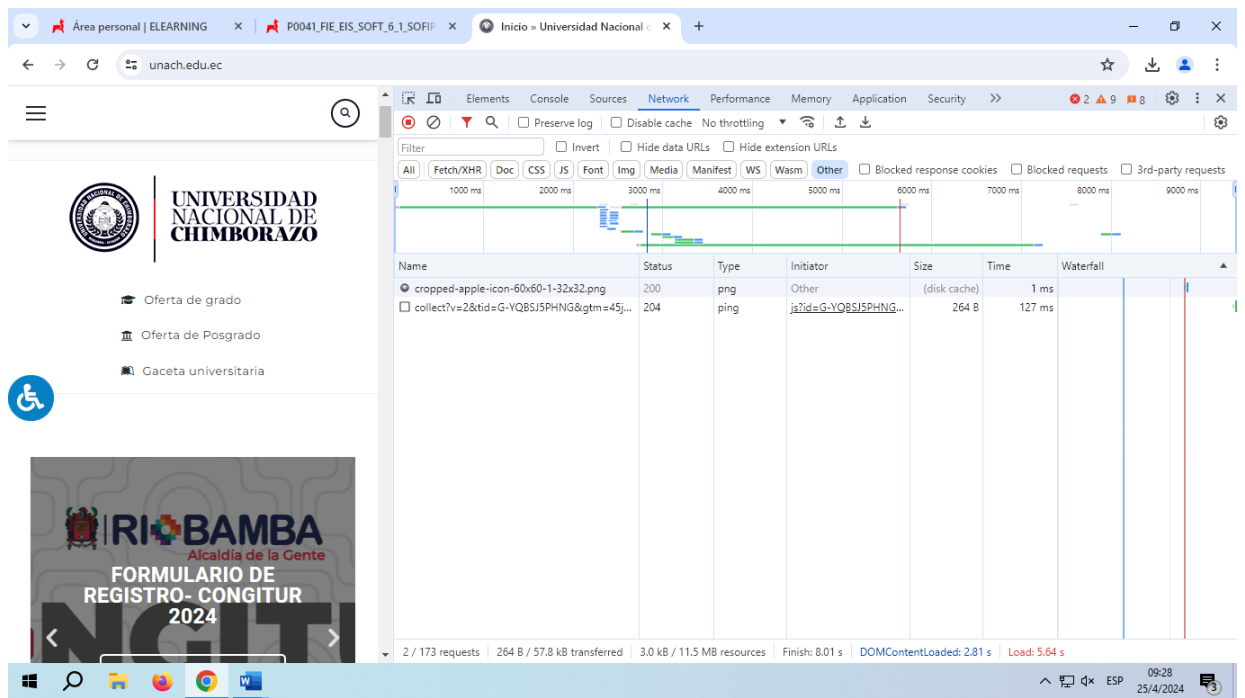 Área personal | ELEARNING
P0041_FIE_EIS_SOFT_6_1_SOFIP
Inicio » Universidad Nacional d
unach.edu.ec
UNIVERSIDAD
NACIONAL DE
CHIMBORAZO
Oferta de grado
Oferta de Posgrado
Gaceta universitaria
RIOBAMBA
Alcaldía de la Gente
FORMULARIO DE
REGISTRO- CONGITUR
2024
Elements Console Sources Network Performance Memory Application Security 2 9 8
Preserve log Disable cache No throttling
Filter Invert Hide data URLs Hide extension URLs
All Fetch/XHR Doc CSS JS Font Img Media Manifest WS Wasm Other Blocked response cookies Blocked requests 3rd-party requests
1000 ms 2000 ms 3000 ms 4000 ms 5000 ms 6000 ms 7000 ms 8000 ms 9000 ms
Name Status Type Initiator Size Time Waterfall
cropped-apple-icon-60x60-1-32x32.png 200 png Other (disk cache) 1 ms
collect?v=2&tid=G-YQBSJ5PHNG&gtm=45j... 204 ping js?id=G-YQBSJ5PHNG... 264 B 127 ms
2 / 173 requests 264 B / 57.8 kB transferred 3.0 kB / 11.5 MB resources Finish: 8.01 s DOMContentLoaded: 2.81 s Load: 5.64 s
ESP
09:28
25/4/2024
3